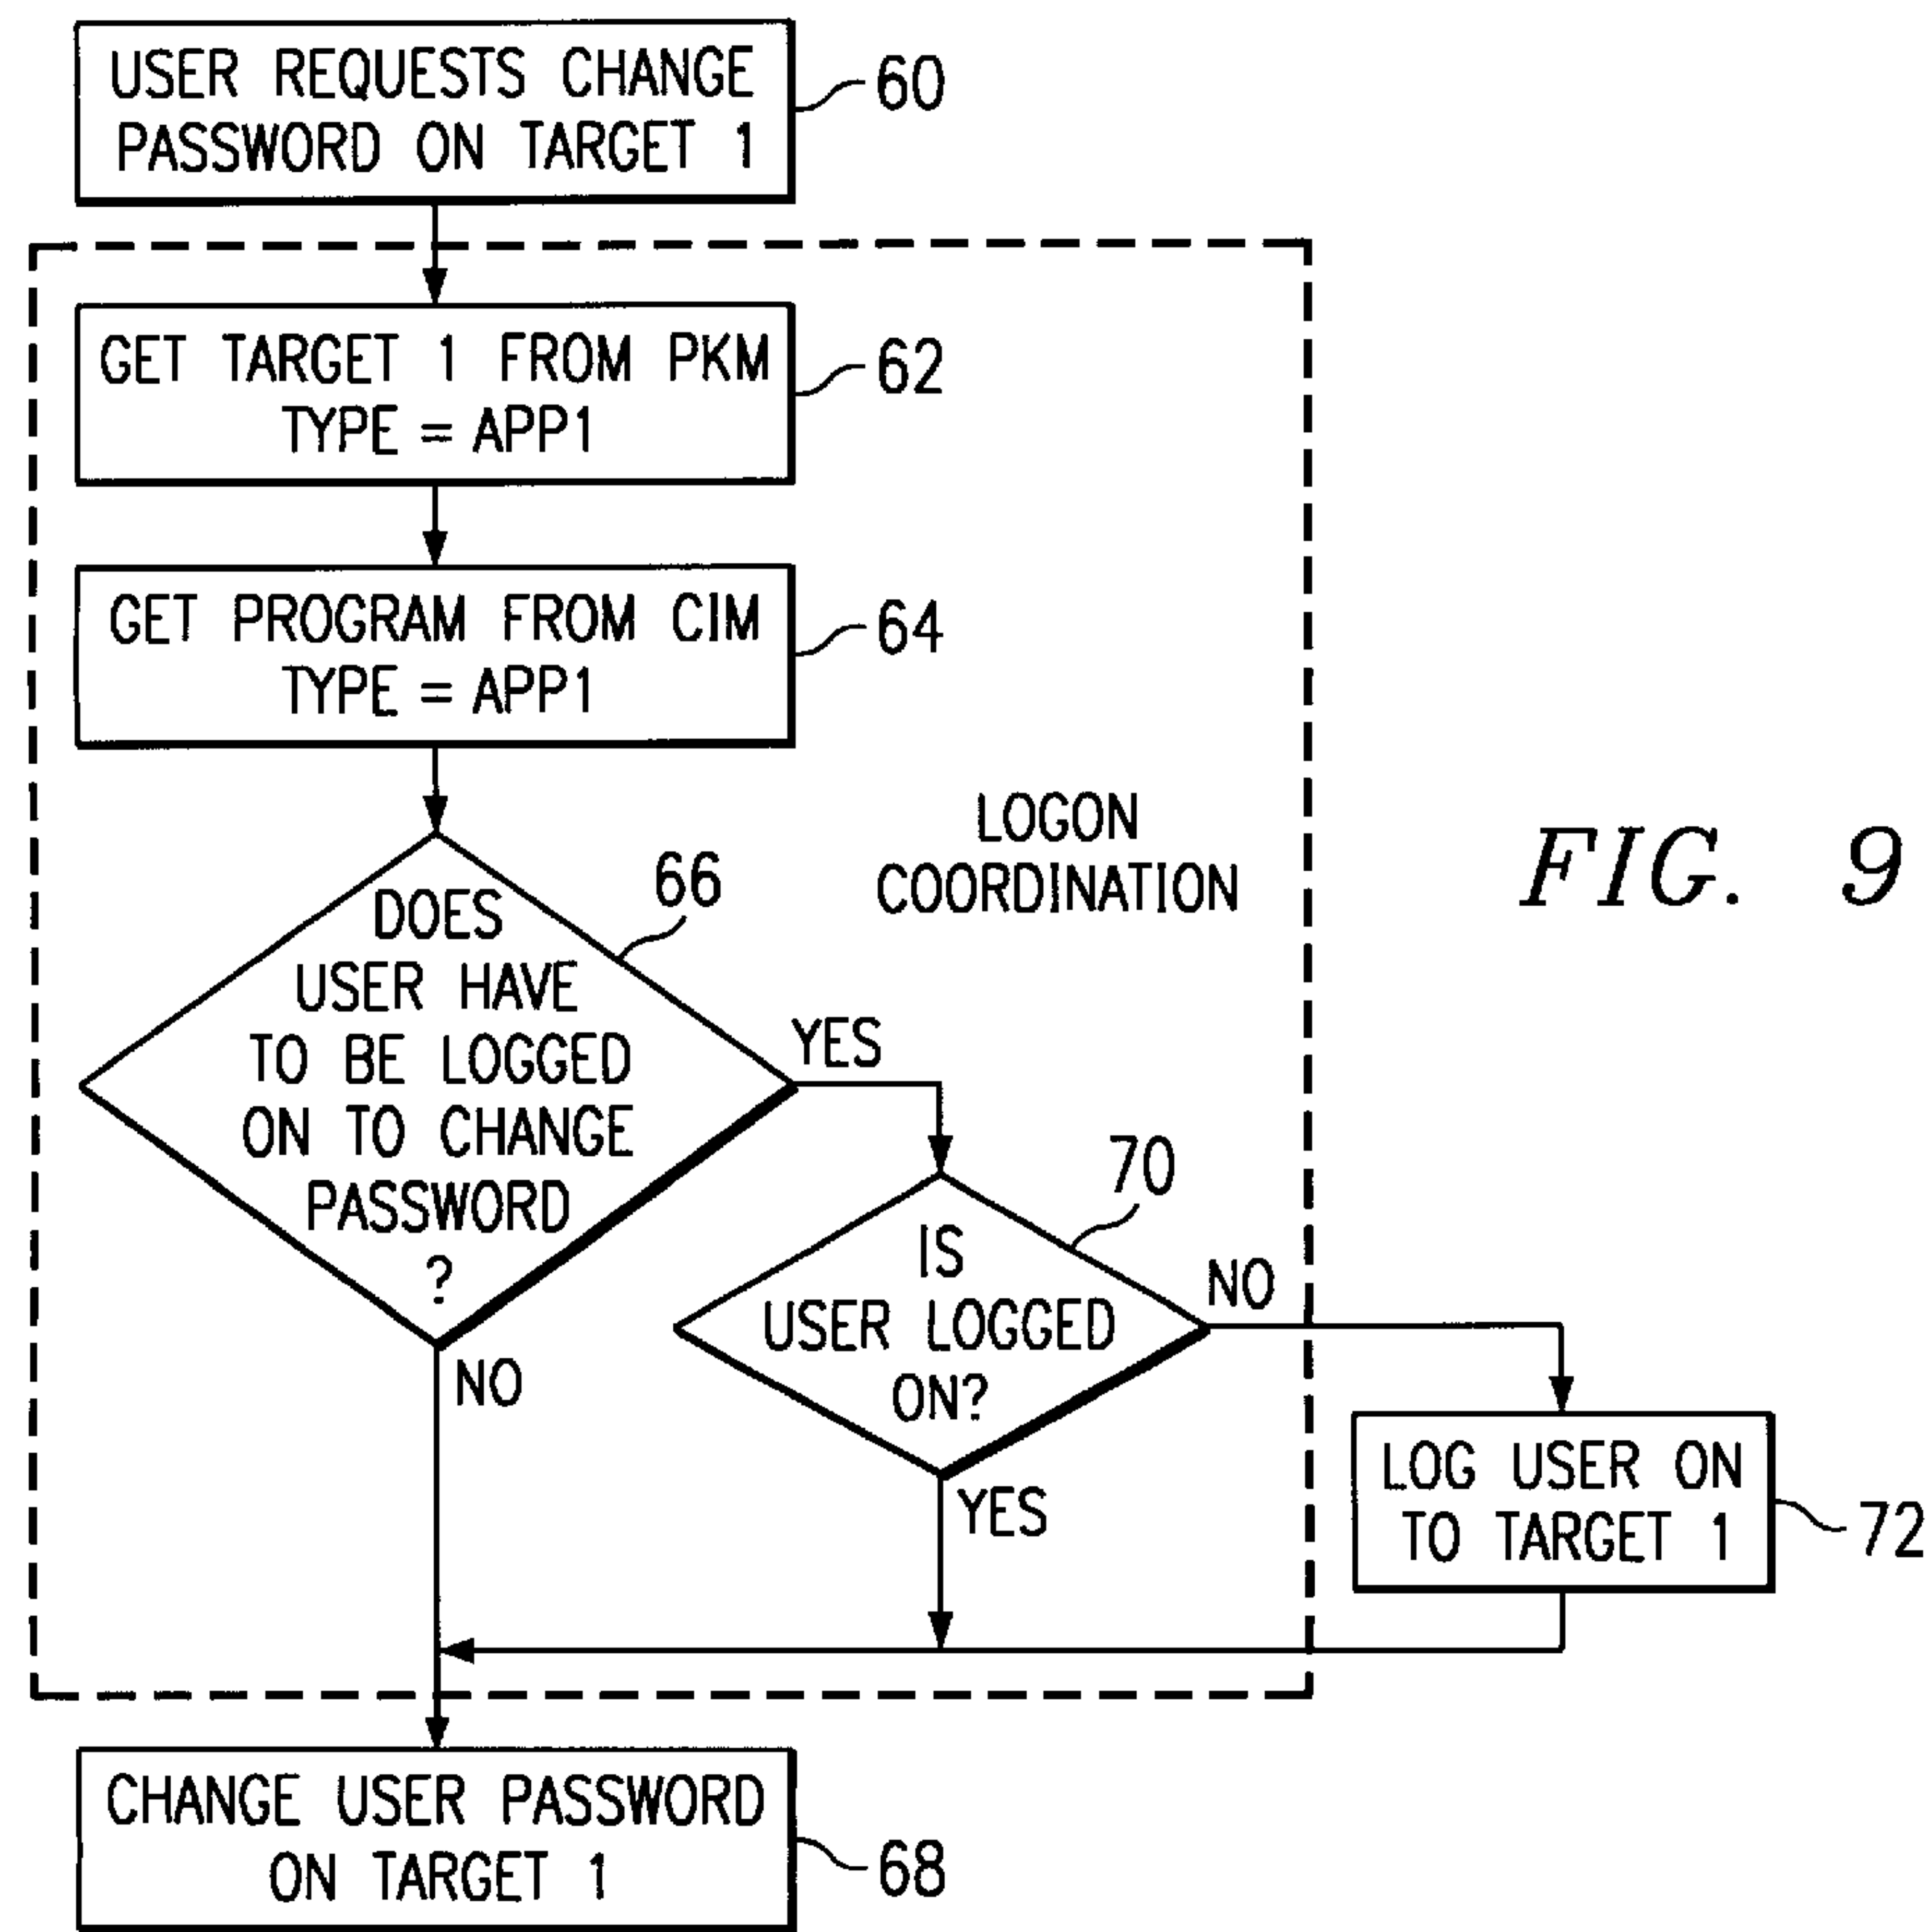 USER REQUESTS CHANGE
PASSWORD ON TARGET 1
60
GET TARGET 1 FROM PKM
TYPE = APP1
62
GET PROGRAM FROM CIM
TYPE = APP1
64
LOGON
COORDINATION
FIG. 9
DOES
USER HAVE
TO BE LOGGED
ON TO CHANGE
PASSWORD
?
66
YES
NO
IS
USER LOGGED
ON?
70
NO
YES
LOG USER ON
TO TARGET 1
72
CHANGE USER PASSWORD
ON TARGET 1
68